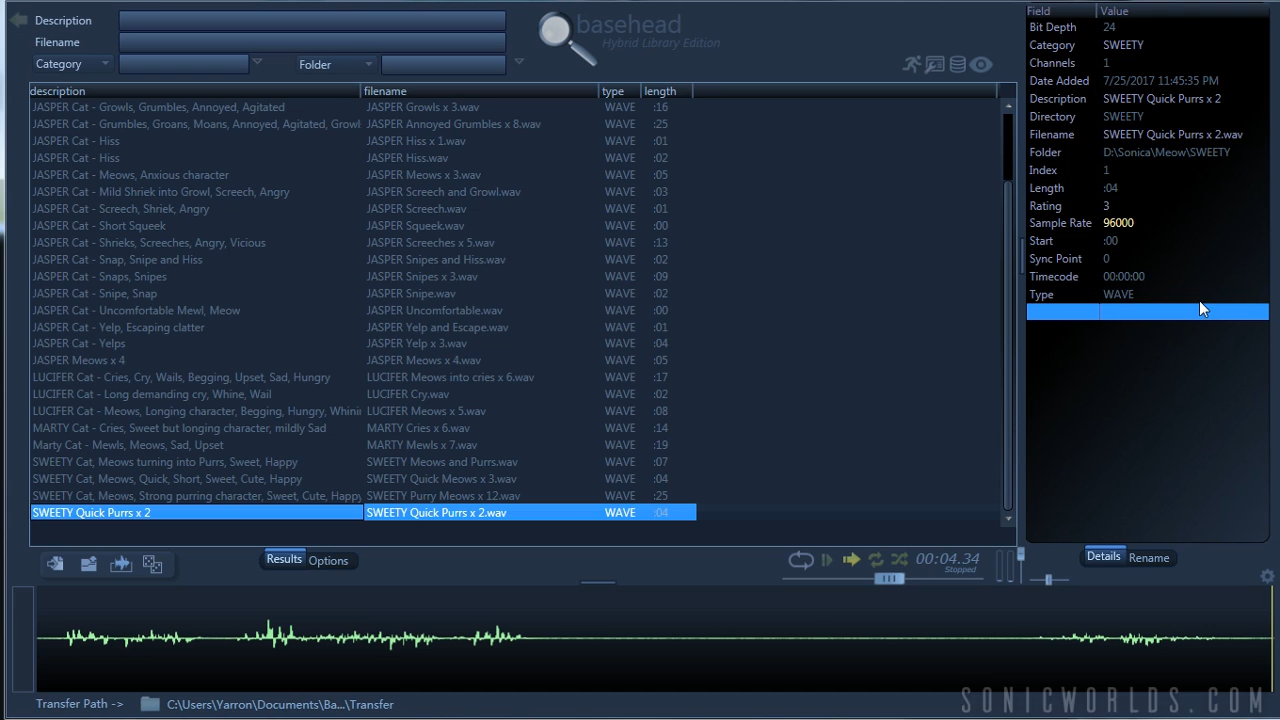 Description
basehead
Hybrid Library Edition
Filename
Category
Folder
description filename type length
JASPER Cat - Growls, Grumbles, Annoyed, Agitated JASPER Growls x 3.wav WAVE :16
JASPER Cat - Grumbles, Groans, Moans, Annoyed, Agitated, Growl JASPER Annoyed Grumbles x 8.wav WAVE :25
JASPER Cat - Hiss JASPER Hiss x 1.wav WAVE :01
JASPER Cat - Hiss JASPER Hiss.wav WAVE :02
JASPER Cat - Meows, Anxious character JASPER Meows x 3.wav WAVE :05
JASPER Cat - Mild Shriek into Growl, Screech, Angry JASPER Screech and Growl.wav WAVE :03
JASPER Cat - Screech, Shriek, Angry JASPER Screech.wav WAVE :01
JASPER Cat - Short Squeek JASPER Squeek.wav WAVE :00
JASPER Cat - Shrieks, Screeches, Angry, Vicious JASPER Screeches x 5.wav WAVE :13
JASPER Cat - Snap, Snipe and Hiss JASPER Snipes and Hiss.wav WAVE :02
JASPER Cat - Snaps, Snipes JASPER Snipes x 3.wav WAVE :09
JASPER Cat - Snipe, Snap JASPER Snipe.wav WAVE :02
JASPER Cat - Uncomfortable Mewl, Meow JASPER Uncomfortable.wav WAVE :00
JASPER Cat - Yelp, Escaping clatter JASPER Yelp and Escape.wav WAVE :01
JASPER Cat - Yelps JASPER Yelp x 3.wav WAVE :04
JASPER Meows x 4 JASPER Meows x 4.wav WAVE :05
LUCIFER Cat - Cries, Cry, Wails, Begging, Upset, Sad, Hungry LUCIFER Meows into cries x 6.wav WAVE :17
LUCIFER Cat - Long demanding cry, Whine, Wail LUCIFER Cry.wav WAVE :02
LUCIFER Cat - Meows, Longing character, Begging, Hungry, Whini LUCIFER Meows x 5.wav WAVE :08
MARTY Cat - Cries, Sweet but longing character, mildly Sad MARTY Cries x 6.wav WAVE :14
Marty Cat - Mewls, Meows, Sad, Upset MARTY Mewls x 7.wav WAVE :19
SWEETY Cat, Meows turning into Purrs, Sweet, Happy SWEETY Meows and Purrs.wav WAVE :07
SWEETY Cat, Meows, Quick, Short, Sweet, Cute, Happy SWEETY Quick Meows x 3.wav WAVE :04
SWEETY Cat, Meows, Strong purring character, Sweet, Cute, Happy SWEETY Purry Meows x 12.wav WAVE :25
SWEETY Quick Purrs x 2 SWEETY Quick Purrs x 2.wav WAVE :04
Field Value
Bit Depth 24
Category SWEETY
Channels 1
Date Added 7/25/2017 11:45:35 PM
Description SWEETY Quick Purrs x 2
Directory SWEETY
Filename SWEETY Quick Purrs x 2.wav
Folder D:\Sonica\Meow\SWEETY
Index 1
Length :04
Rating 3
Sample Rate 96000
Start :00
Sync Point 0
Timecode 00:00:00
Type WAVE
Results Options
00:04.34
Stopped
Details Rename
Transfer Path -> C:\Users\Yarron\Documents\Ba...\Transfer
SONICWORLDS.COM